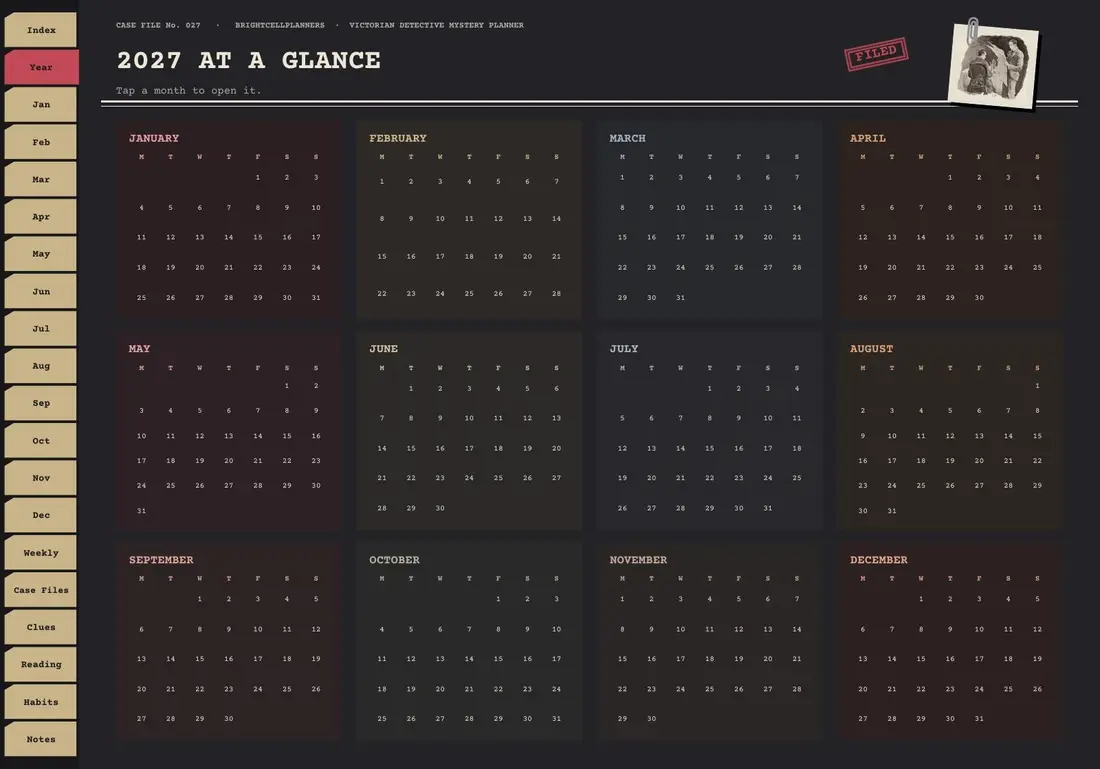 CASE FILE No. 027 · BRIGHTCELLPLANNERS · VICTORIAN DETECTIVE MYSTERY PLANNER
2027 AT A GLANCE
Tap a month to open it.
FILED
Index
Year
Jan
Feb
Mar
Apr
May
Jun
Jul
Aug
Sep
Oct
Nov
Dec
Weekly
Case Files
Clues
Reading
Habits
Notes
JANUARY
M T W T F S S
1 2 3
4 5 6 7 8 9 10
11 12 13 14 15 16 17
18 19 20 21 22 23 24
25 26 27 28 29 30 31
FEBRUARY
M T W T F S S
1 2 3 4 5 6 7
8 9 10 11 12 13 14
15 16 17 18 19 20 21
22 23 24 25 26 27 28
MARCH
M T W T F S S
1 2 3 4 5 6 7
8 9 10 11 12 13 14
15 16 17 18 19 20 21
22 23 24 25 26 27 28
29 30 31
APRIL
M T W T F S S
1 2 3 4
5 6 7 8 9 10 11
12 13 14 15 16 17 18
19 20 21 22 23 24 25
26 27 28 29 30
MAY
M T W T F S S
1 2
3 4 5 6 7 8 9
10 11 12 13 14 15 16
17 18 19 20 21 22 23
24 25 26 27 28 29 30
31
JUNE
M T W T F S S
1 2 3 4 5 6
7 8 9 10 11 12 13
14 15 16 17 18 19 20
21 22 23 24 25 26 27
28 29 30
JULY
M T W T F S S
1 2 3 4
5 6 7 8 9 10 11
12 13 14 15 16 17 18
19 20 21 22 23 24 25
26 27 28 29 30 31
AUGUST
M T W T F S S
1
2 3 4 5 6 7 8
9 10 11 12 13 14 15
16 17 18 19 20 21 22
23 24 25 26 27 28 29
30 31
SEPTEMBER
M T W T F S S
1 2 3 4 5
6 7 8 9 10 11 12
13 14 15 16 17 18 19
20 21 22 23 24 25 26
27 28 29 30
OCTOBER
M T W T F S S
1 2 3
4 5 6 7 8 9 10
11 12 13 14 15 16 17
18 19 20 21 22 23 24
25 26 27 28 29 30 31
NOVEMBER
M T W T F S S
1 2 3 4 5 6 7
8 9 10 11 12 13 14
15 16 17 18 19 20 21
22 23 24 25 26 27 28
29 30
DECEMBER
M T W T F S S
1 2 3 4 5
6 7 8 9 10 11 12
13 14 15 16 17 18 19
20 21 22 23 24 25 26
27 28 29 30 31